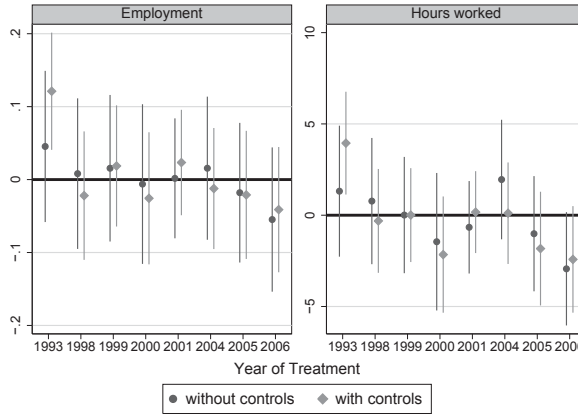 Employment
Hours worked
.2
.1
0
-.1
-.2
10
5
0
-5
1993 1998 1999 2000 2001 2004 2005 2006
1993 1998 1999 2000 2001 2004 2005 2006
Year of Treatment
without controls with controls